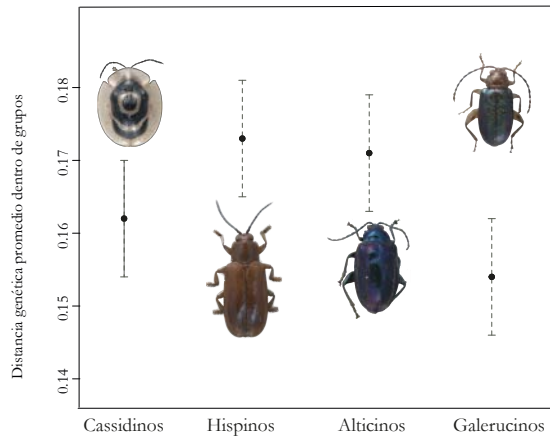 Distancia genética promedio dentro de grupos
0.18
0.17
0.16
0.15
0.14
Cassidinos Hispinos Alticinos Galerucinos